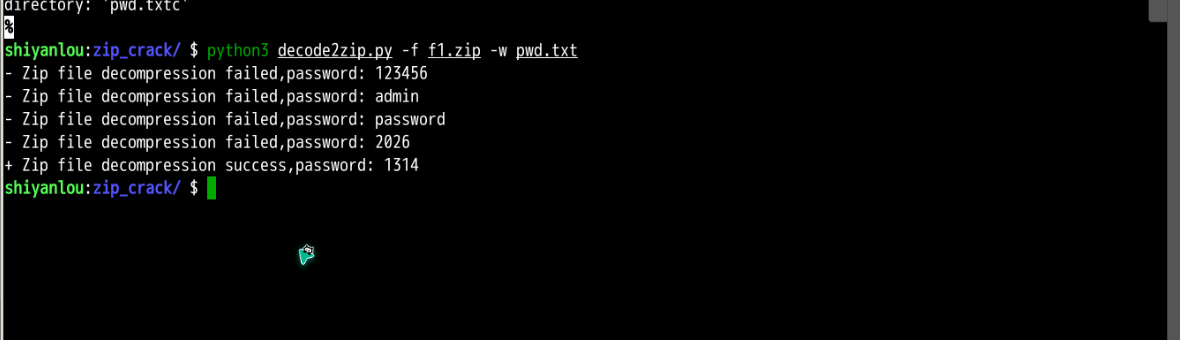 directory: 'pwd.txtc'
%
shiyanlou:zip_crack/ $ python3 decode2zip.py -f f1.zip -w pwd.txt
- Zip file decompression failed,password: 123456
- Zip file decompression failed,password: admin
- Zip file decompression failed,password: password
- Zip file decompression failed,password: 2026
+ Zip file decompression success,password: 1314
shiyanlou:zip_crack/ $